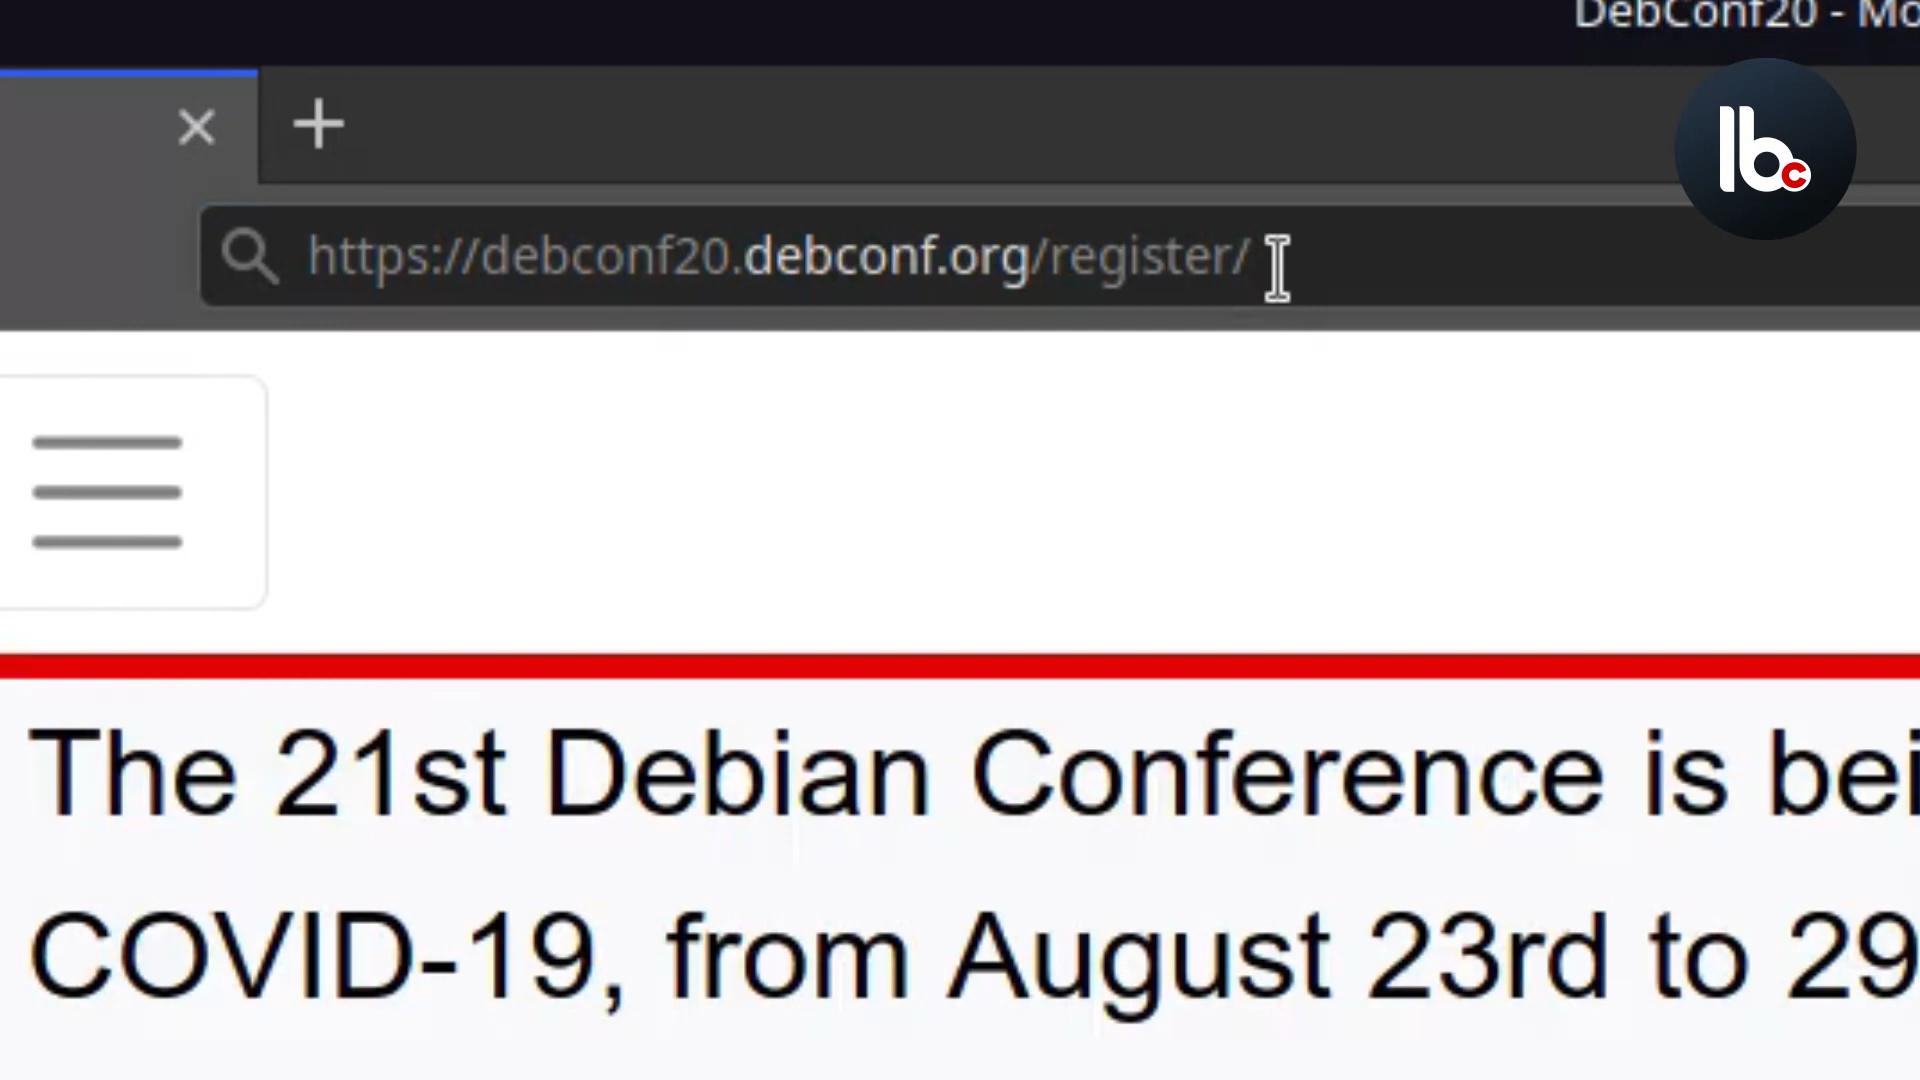 DebConf20 - Mo
lbc
https://debconf20.debconf.org/register/
The 21st Debian Conference is bei
COVID-19, from August 23rd to 29